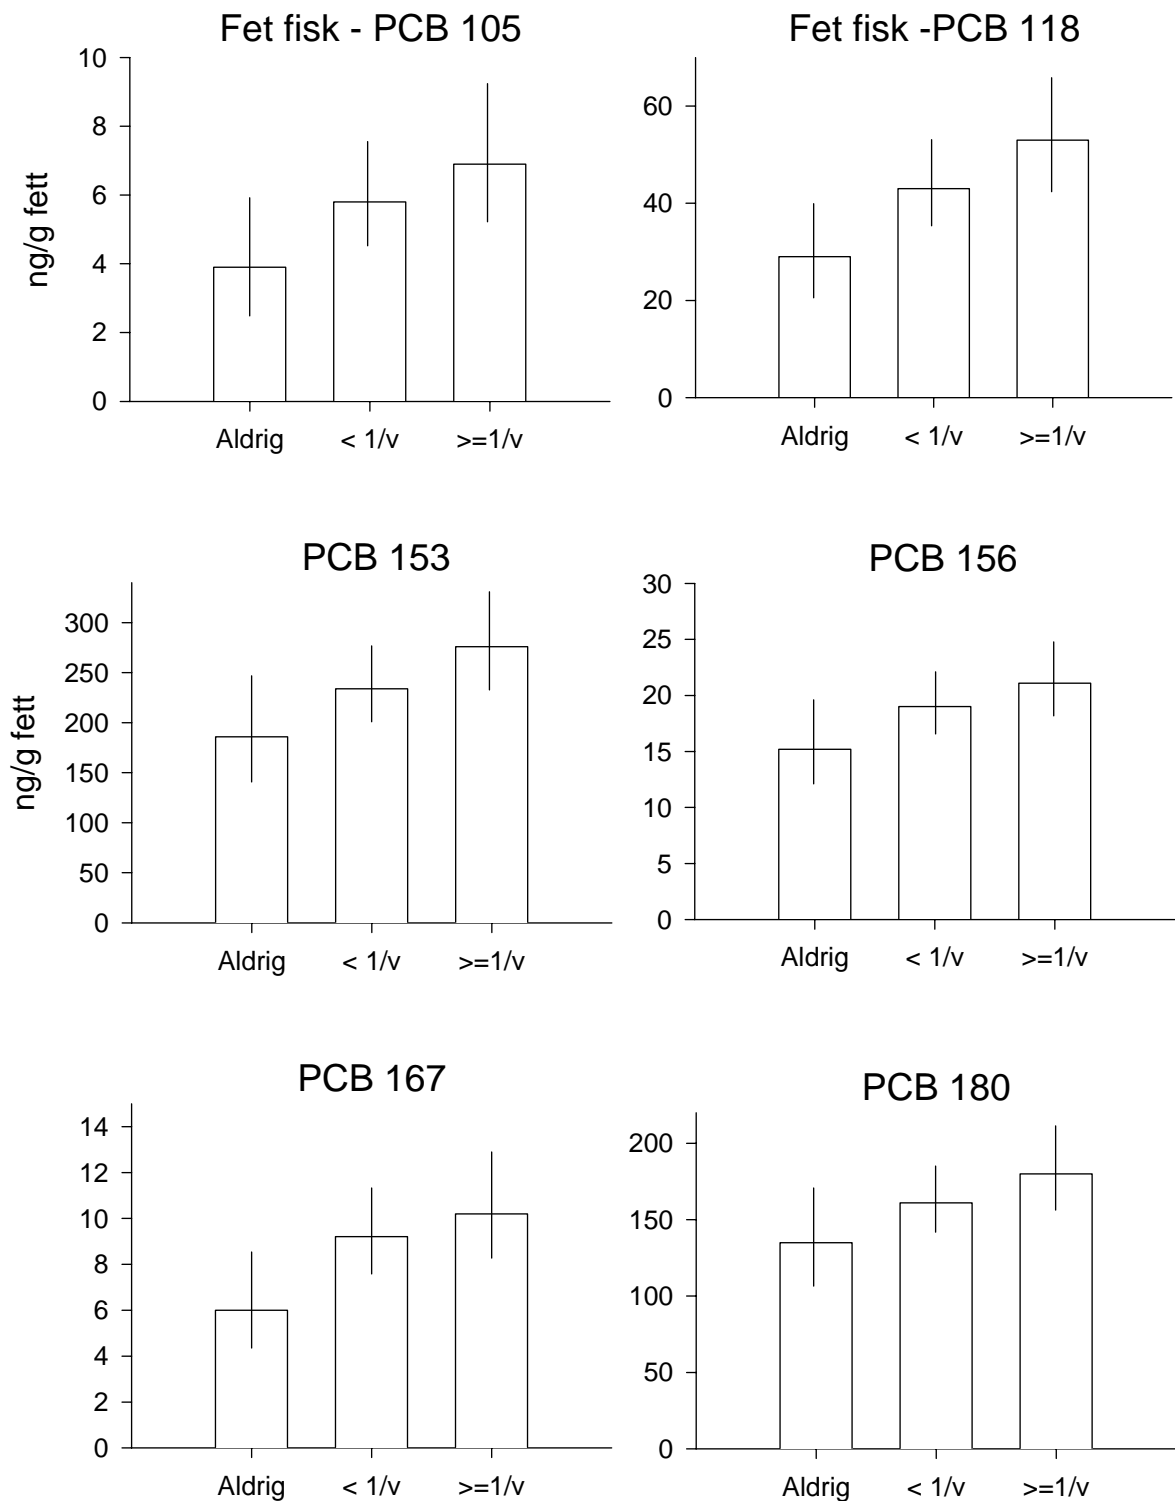 Fet fisk - PCB 105
10
8
6
4
2
0
ng/g fett
Aldrig < 1/v >=1/v
Fet fisk -PCB 118
60
40
20
0
Aldrig < 1/v >=1/v
PCB 153
300
250
200
150
100
50
0
ng/g fett
Aldrig < 1/v >=1/v
PCB 156
30
25
20
15
10
5
0
Aldrig < 1/v >=1/v
PCB 167
14
12
10
8
6
4
2
0
Aldrig < 1/v >=1/v
PCB 180
200
150
100
50
0
Aldrig < 1/v >=1/v